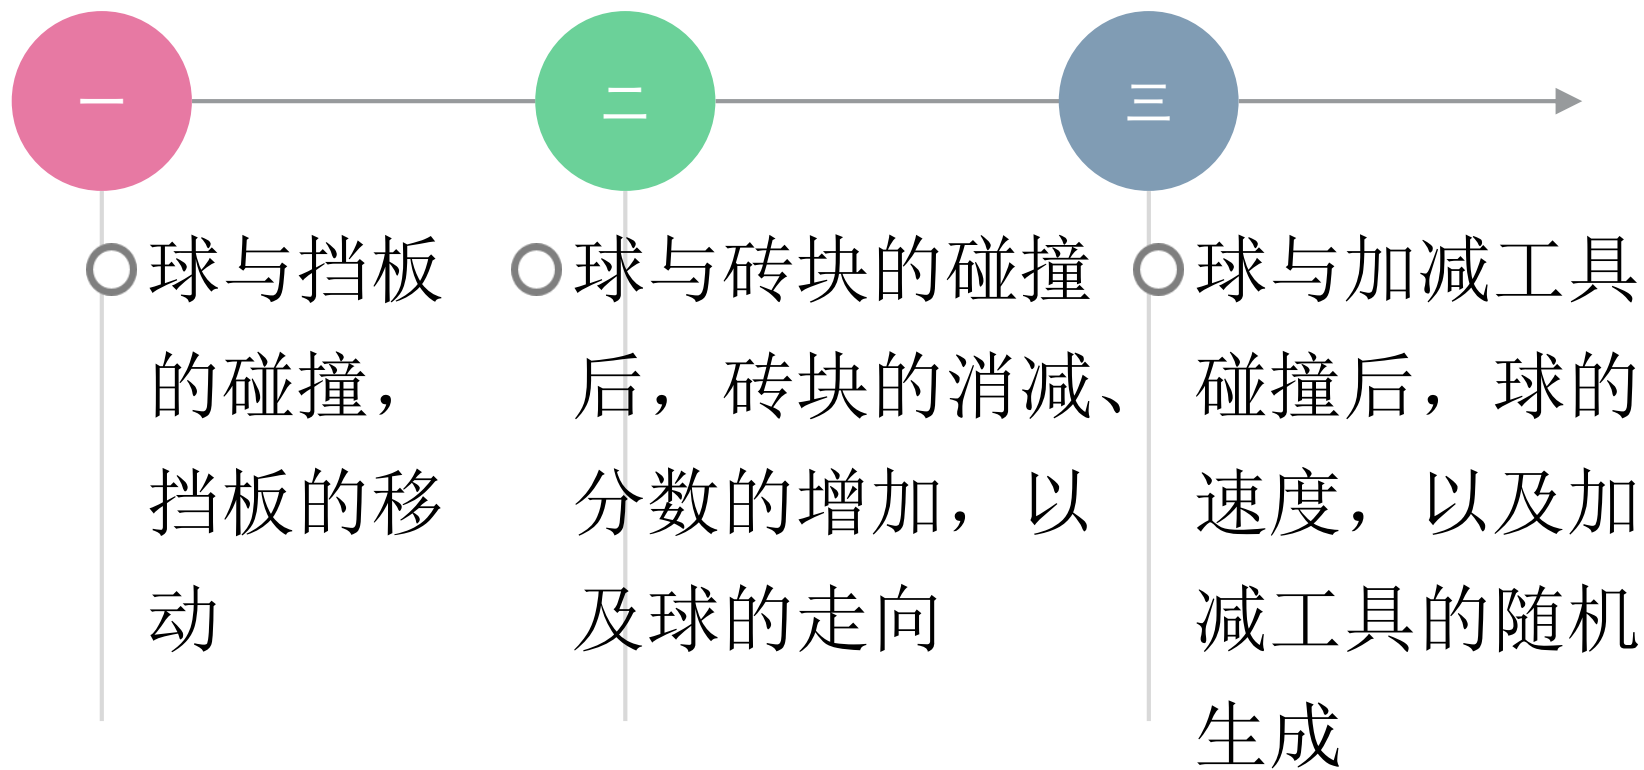 一
二
三
球与挡板
的碰撞，
挡板的移
动
球与砖块的碰撞
后，砖块的消减、
分数的增加，以
及球的走向
球与加减工具
碰撞后，球的
速度，以及加
减工具的随机
生成